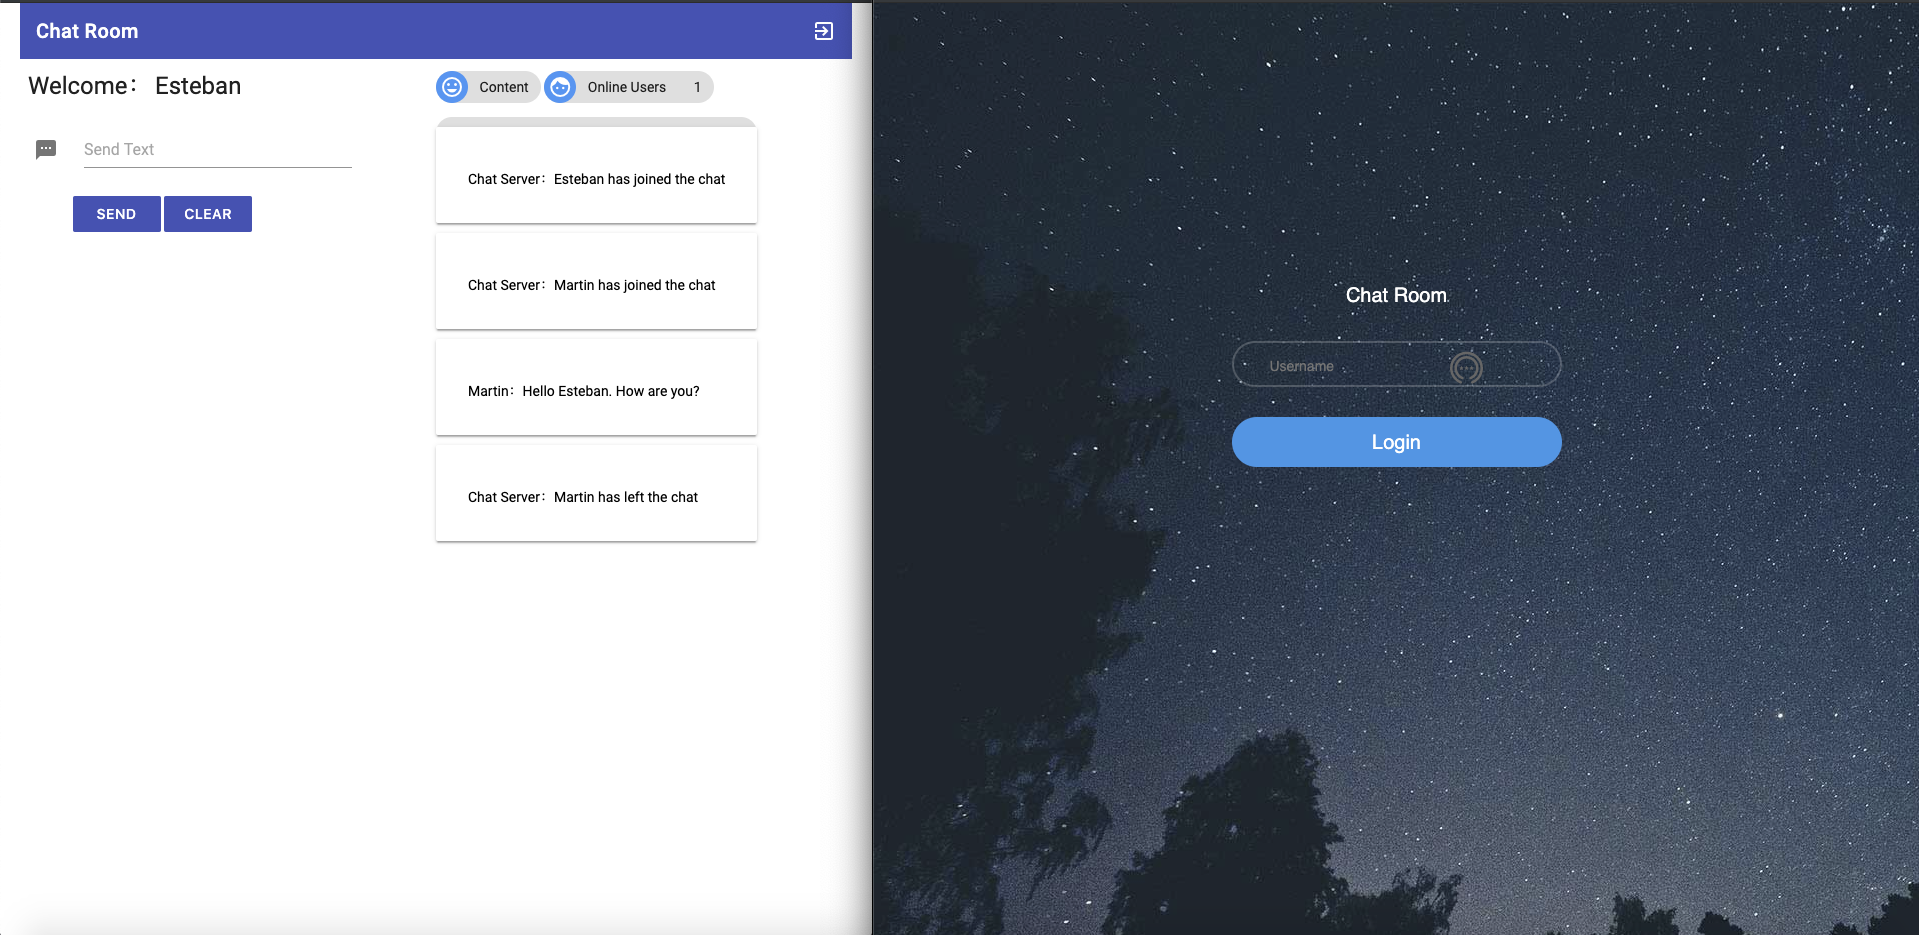 Chat Room
Welcome: Esteban
Send Text
SEND CLEAR
Content Online Users 1
Chat Server: Esteban has joined the chat
Chat Server: Martin has joined the chat
Martin: Hello Esteban. How are you?
Chat Server: Martin has left the chat
Chat Room
Username
Login